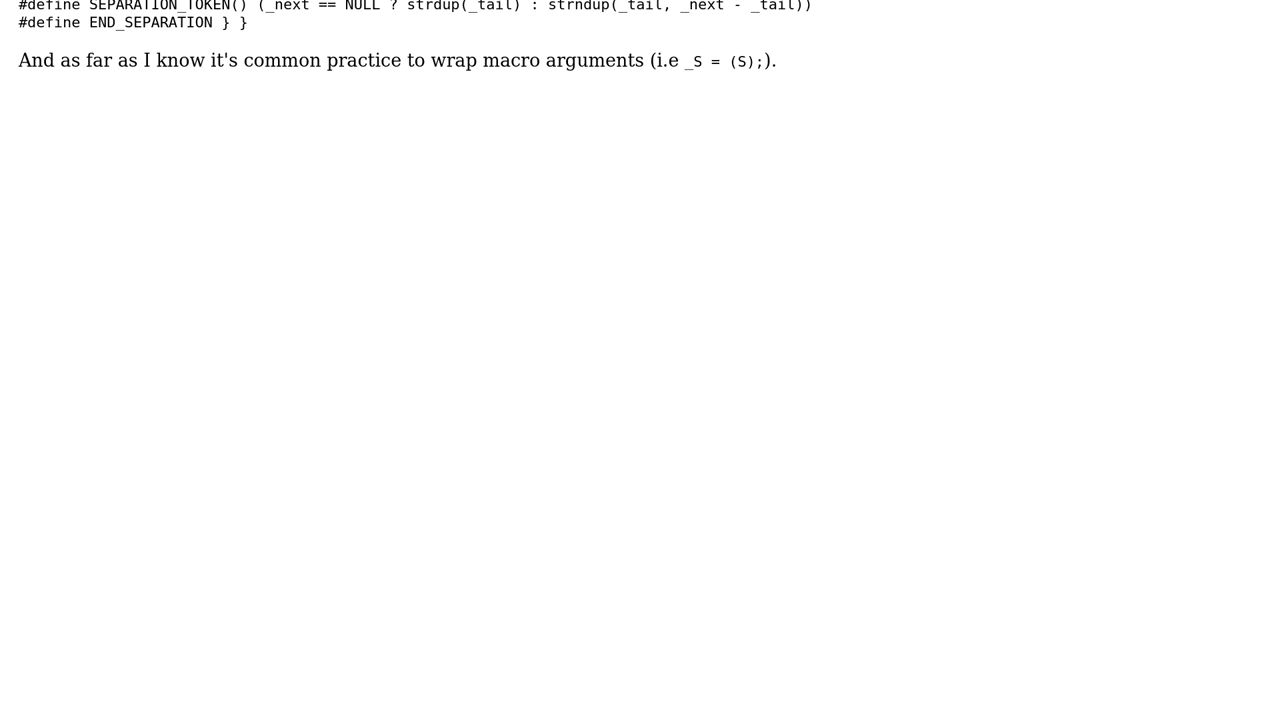 #define SEPARATION_TOKEN() (_next == NULL ? strdup(_tail) : strndup(_tail, _next - _tail))
#define END_SEPARATION } }
And as far as I know it's common practice to wrap macro arguments (i.e _S = (S);).